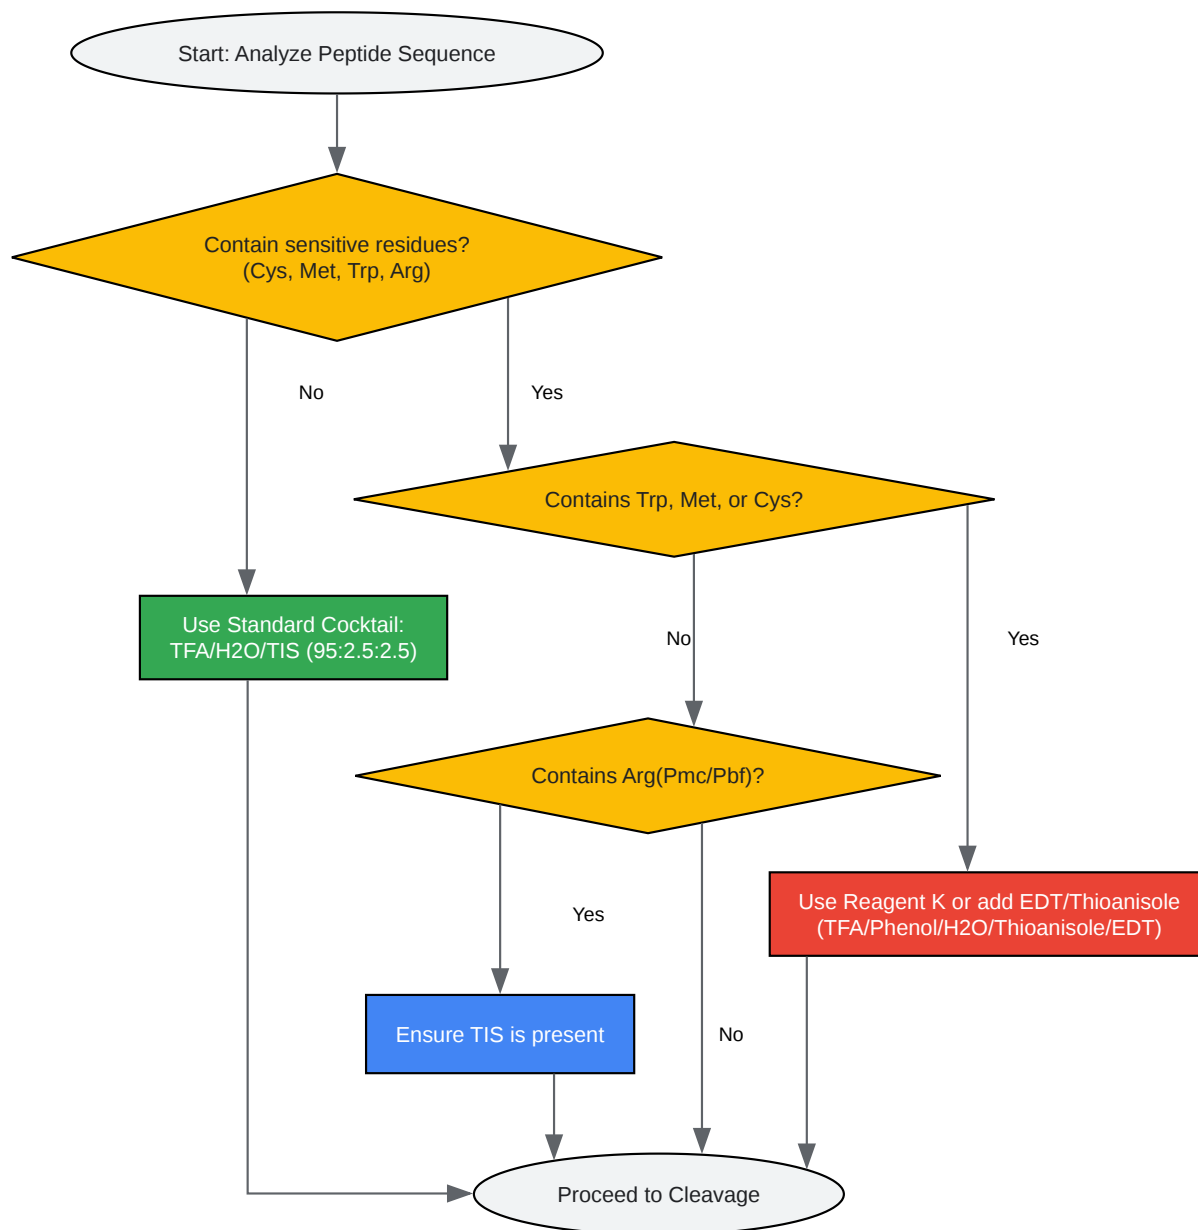 Start: Analyze Peptide Sequence
Contain sensitive residues?
(Cys, Met, Trp, Arg)
No
Yes
Contains Trp, Met, or Cys?
Use Standard Cocktail:
TFA/H2O/TIS (95:2.5:2.5)
No
Yes
Contains Arg(Pmc/Pbf)?
Use Reagent K or add EDT/Thioanisole
(TFA/Phenol/H2O/Thioanisole/EDT)
Yes
Ensure TIS is present
No
Proceed to Cleavage